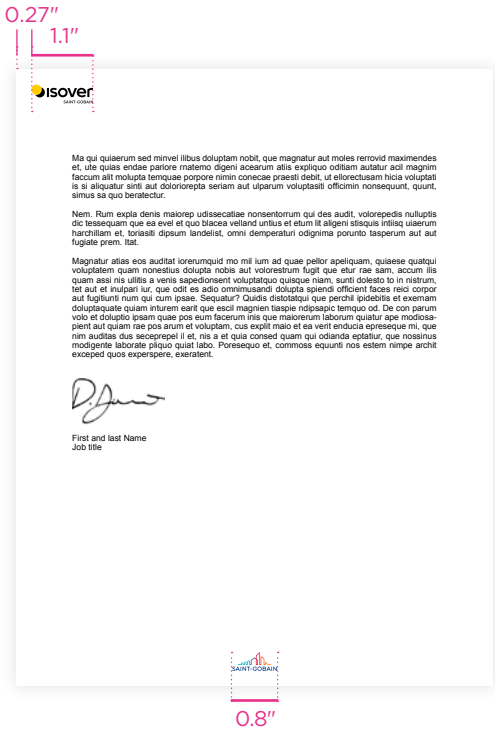 0.27"
1.1"
isover
SAINT-GOBAIN
Ma qui quiaerum sed minvel ilibus doluptam nobit, que magnatur aut moles rerrovid maximendes
et, ute quias endae pariore rnatemo digeni acearum atiis expliquo oditiam autatur acil magnim
faccum alit molupta temquae porpore nimin conecae praesti debit, ut ellorectusam hicia voluptati
is si aliquatur sinti aut doloriorepta seriam aut ulparum voluptasiti officimin nonsequunt, quunt,
simus sa quo beratectur.
Nem. Rum expla denis maiorep udissecatiae nonsentorrum qui des audit, volorepedis nulluptis
dic tessequam que ea evel et quo blacea velland untius et etum lit aligeni stisquis intiisq uiaerum
harchillam et, toriasiti dipsum landelist, omni demperaturi odignima porunto tasperum aut aut
fugiate prem. Itat.
Magnatur atias eos auditat iorerumquid mo mil ium ad quae pellor apeliquam, quiaese quatqui
voluptatem quam nonestius dolupta nobis aut volorestrum fugit que etur rae sam, accum ilis
quam assi nis ullitis a venis sapedionsent voluptatquo quisque niam, sunti dolesto to in nistrum,
tet aut et inulpari iur, que odit es adio omnimusandi dolupta spiendi officient faces reici corpor
aut fugitiunti num qui cum ipsae. Sequatur? Quidis distotatqui que perchil ipidebitis et exernam
doluptaquate quiam inturem earit que escil magnien tiaspie ndipsapic temquo od. De con parum
volo et doluptio ipsam quae pos eum facerum inis que maiorerum laborum quiatur ape modiosa-
pient aut quiam rae pos arum et voluptam, cus explit maio et ea verit enducia epreseque mi, que
nim auditas dus seceprepel il et, nis a et quia consed quam qui odianda eptatiur, que nossinus
modigente laborate pliquo quiat labo. Poresequo et, commoss equunti nos estem nimpe archit
exceped quos experspere, exeratent.
First and last Name
Job title
SAINT-GOBAIN
0.8"